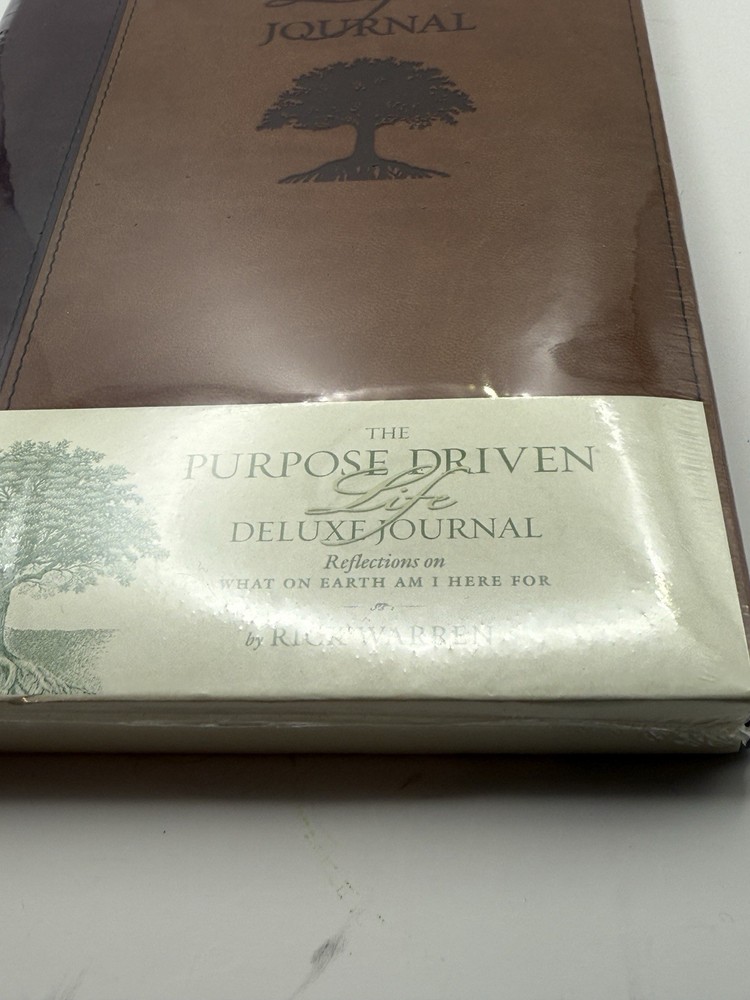 JOURNAL
THE
PURPOSE DRIVEN
Life
DELUXE JOURNAL
Reflections on
WHAT ON EARTH AM I HERE FOR
by RICK WARREN